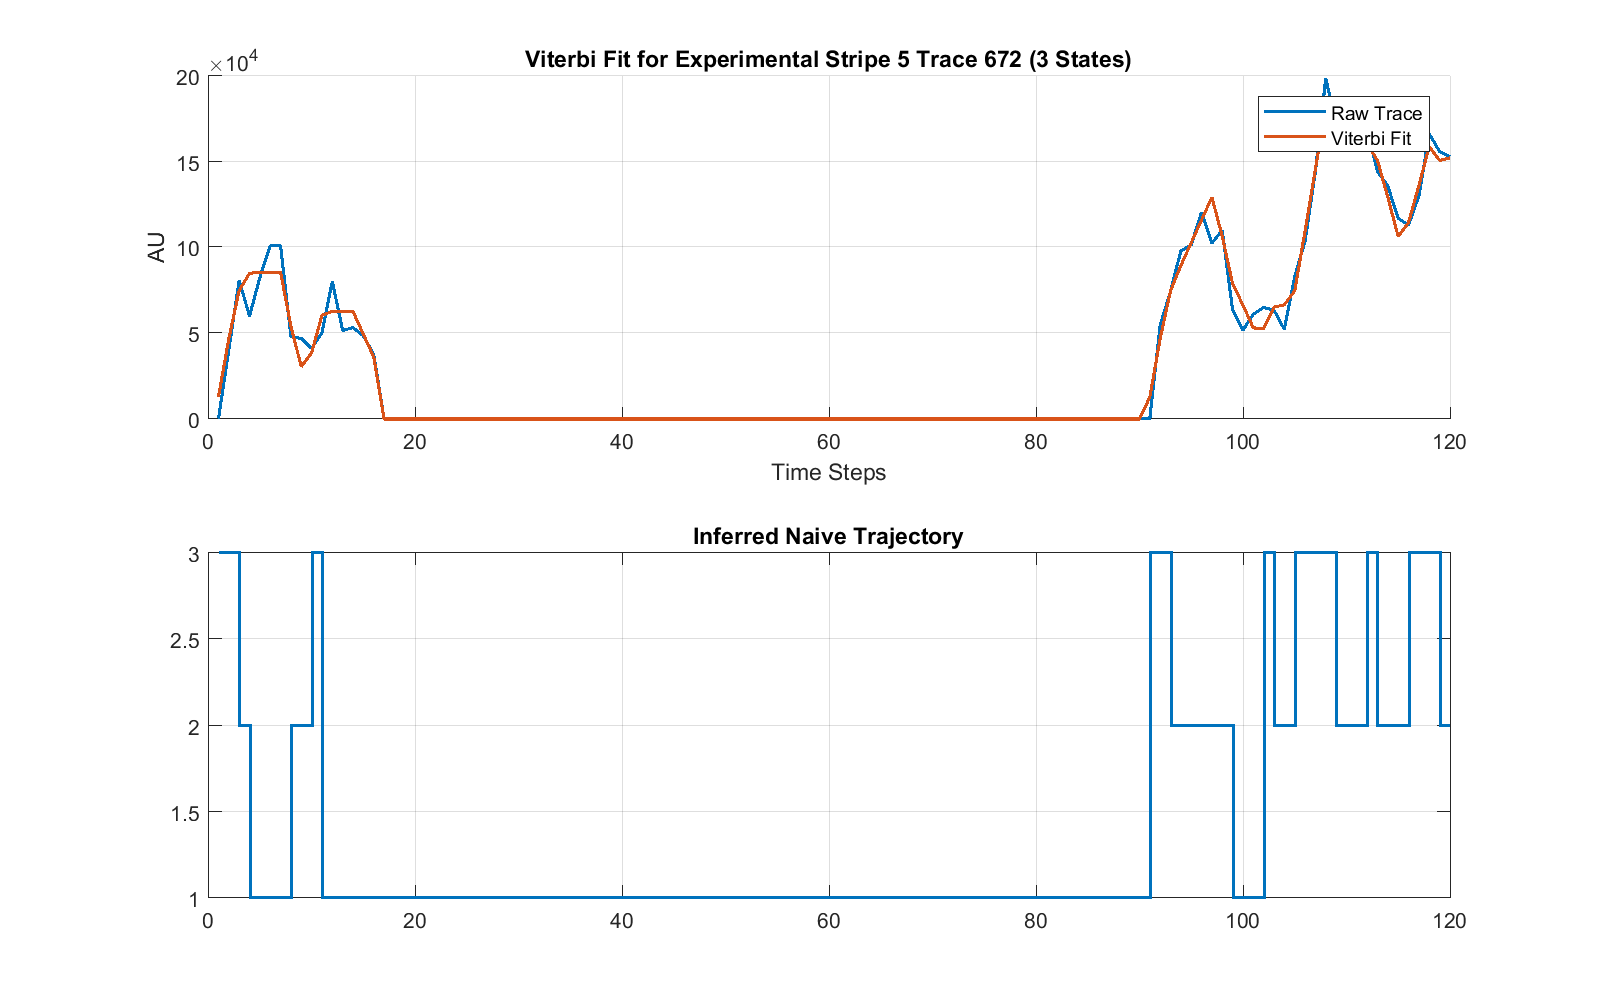 Viterbi Fit for Experimental Stripe 5 Trace 672 (3 States)
×10⁴
20
15
10
5
0
AU
Raw Trace
Viterbi Fit
0 20 40 60 80 100 120
Time Steps
Inferred Naive Trajectory
3
2.5
2
1.5
1
0 20 40 60 80 100 120